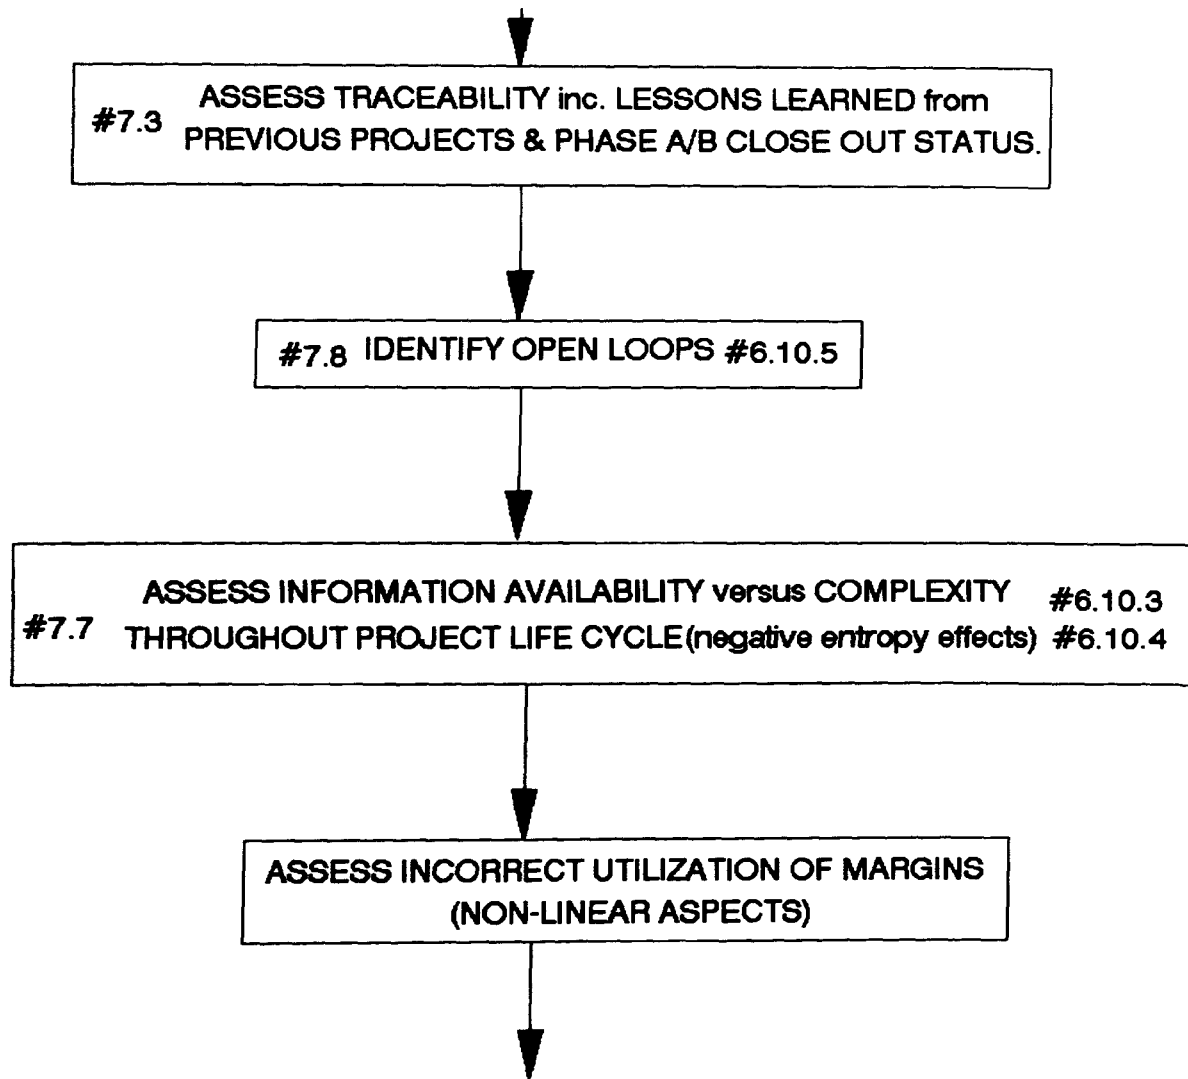 ASSESS TRACEABILITY inc. LESSONS LEARNED from
#7.3 PREVIOUS PROJECTS & PHASE A/B CLOSE OUT STATUS.
#7.8 IDENTIFY OPEN LOOPS #6.10.5
ASSESS INFORMATION AVAILABILITY versus COMPLEXITY #6.10.3
#7.7 THROUGHOUT PROJECT LIFE CYCLE(negative entropy effects) #6.10.4
ASSESS INCORRECT UTILIZATION OF MARGINS
(NON-LINEAR ASPECTS)